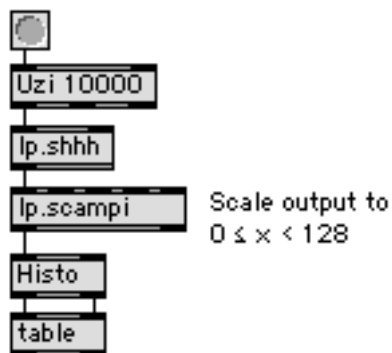 Uzi 10000
lp.shhh
lp.scampi
Scale output to
0 ≤ x < 128
Histo
table